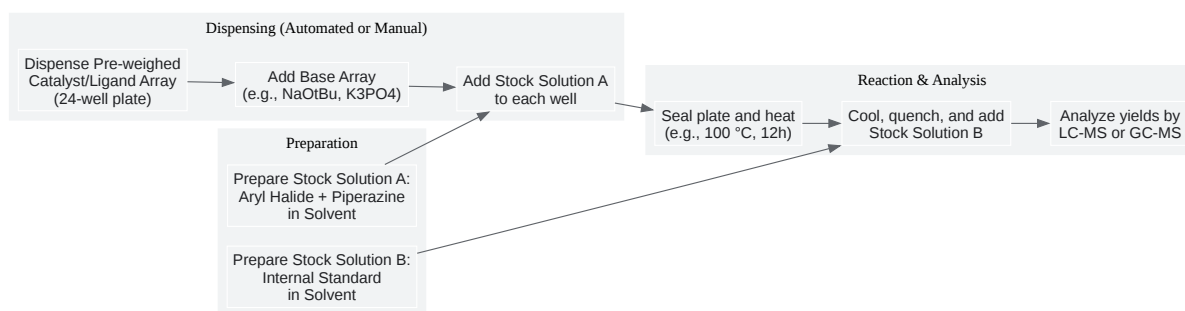 Dispensing (Automated or Manual)
Dispense Pre-weighed
Catalyst/Ligand Array
(24-well plate)
Add Base Array
(e.g., NaOtBu, K3PO4)
Add Stock Solution A
to each well
Preparation
Prepare Stock Solution A:
Aryl Halide + Piperazine
in Solvent
Prepare Stock Solution B:
Internal Standard
in Solvent
Reaction & Analysis
Seal plate and heat
(e.g., 100 °C, 12h)
Cool, quench, and add
Stock Solution B
Analyze yields by
LC-MS or GC-MS